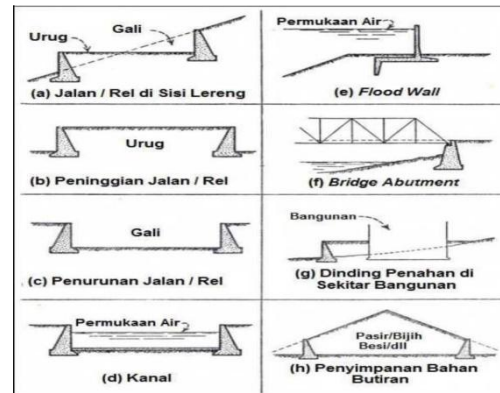 Urug
Gali
(a) Jalan / Rel di Sisi Lereng
Urug
(b) Peninggian Jalan / Rel
Gali
(c) Penurunan Jalan / Rel
Permukaan Air
(d) Kanal
Permukaan Air
(e) Flood Wall
(f) Bridge Abutment
Bangunan
(g) Dinding Penahan di
Sekitar Bangunan
Pasir/Bijih
Besi/dll
(h) Penyimpanan Bahan
Butiran